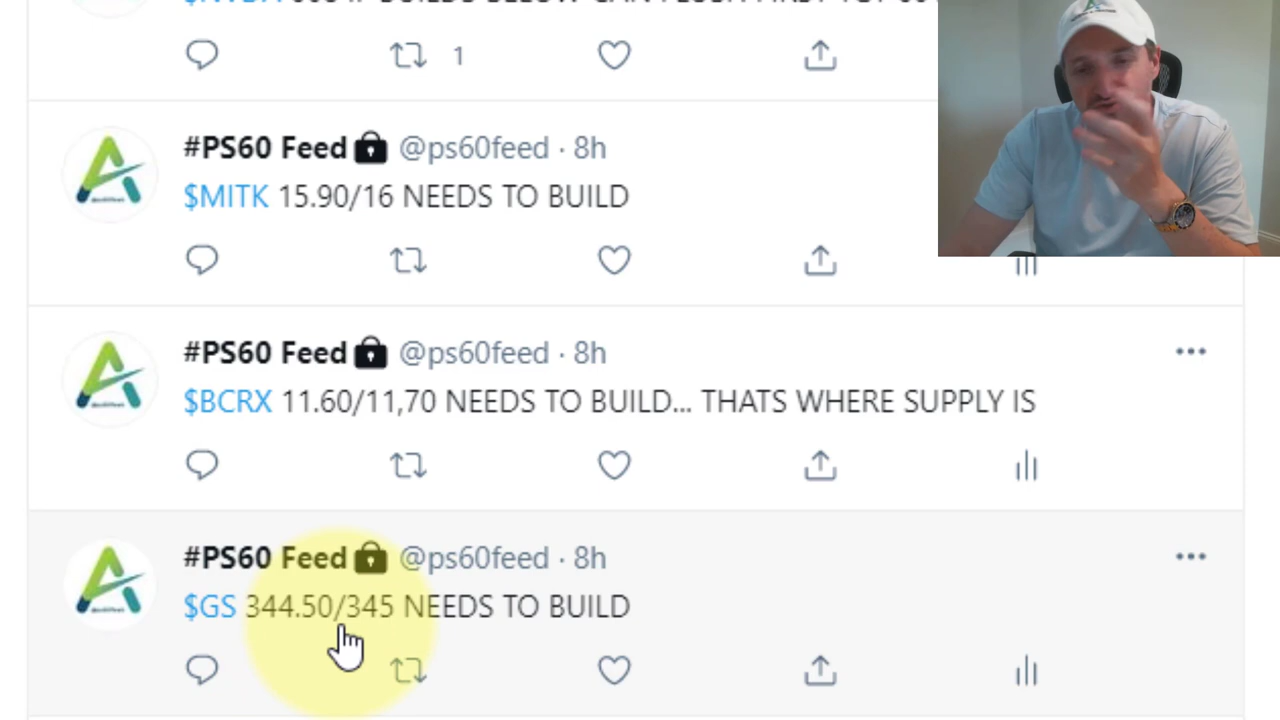 1
#PS60 Feed @ps60feed · 8h
$MITK 15.90/16 NEEDS TO BUILD
#PS60 Feed @ps60feed · 8h
$BCRX 11.60/11,70 NEEDS TO BUILD... THATS WHERE SUPPLY IS
#PS60 Feed @ps60feed · 8h
$GS 344.50/345 NEEDS TO BUILD